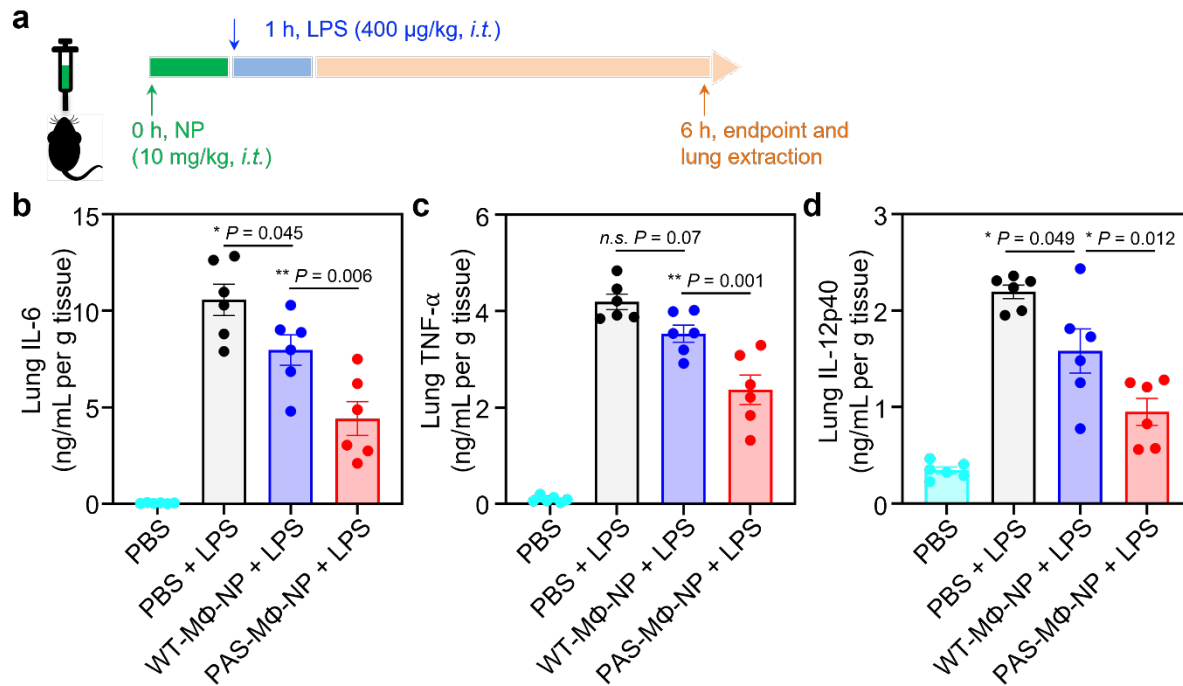 a
1 h, LPS (400 µg/kg, i.t.)
0 h, NP
(10 mg/kg, i.t.)
6 h, endpoint and
lung extraction
b
Lung IL-6
(ng/mL per g tissue)
15
10
5
0
* P = 0.045
** P = 0.006
PBS
PBS + LPS
WT-MΦ-NP + LPS
PAS-MΦ-NP + LPS
c
Lung TNF-α
(ng/mL per g tissue)
6
4
2
0
n.s. P = 0.07
** P = 0.001
PBS
PBS + LPS
WT-MΦ-NP + LPS
PAS-MΦ-NP + LPS
d
Lung IL-12p40
(ng/mL per g tissue)
3
2
1
0
* P = 0.049
* P = 0.012
PBS
PBS + LPS
WT-MΦ-NP + LPS
PAS-MΦ-NP + LPS